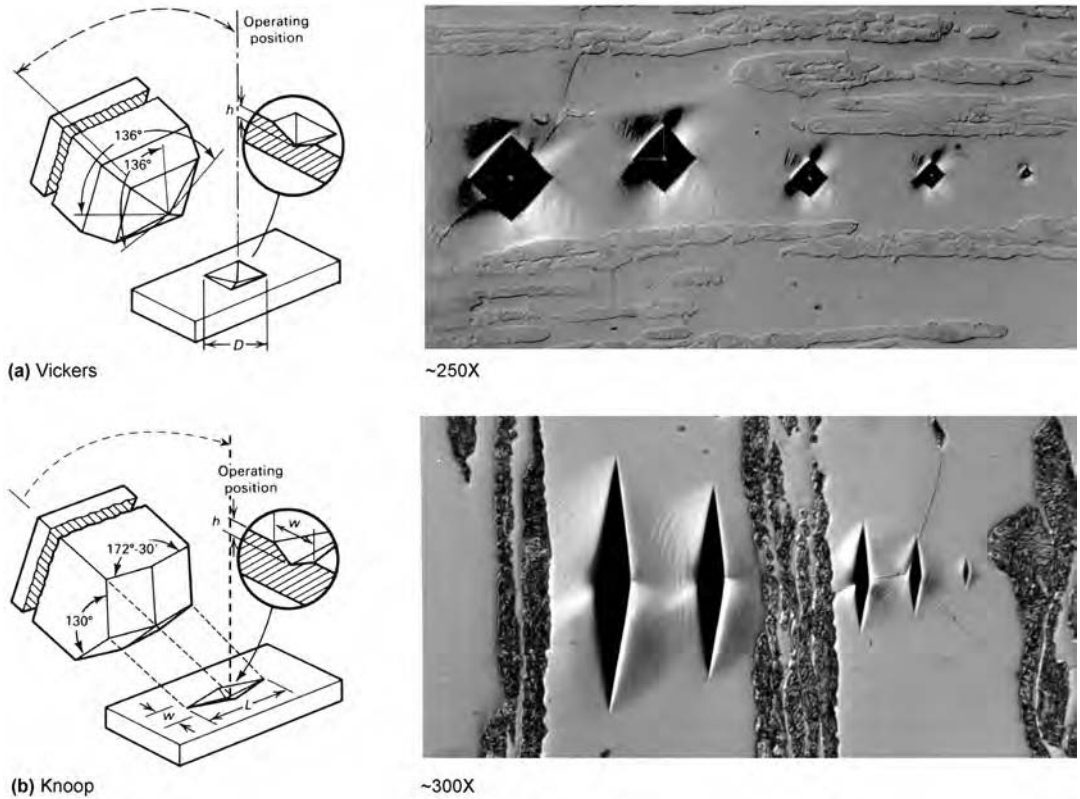 Operating
position
h
136°
136°
D
(a) Vickers
~250X
Operating
position
h
w
172°-30′
130°
w
L
(b) Knoop
~300X